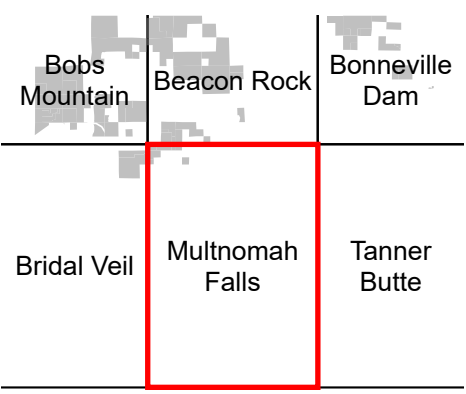 Bobs
Mountain
Beacon Rock
Bonneville
Dam
Bridal Veil
Multnomah
Falls
Tanner
Butte